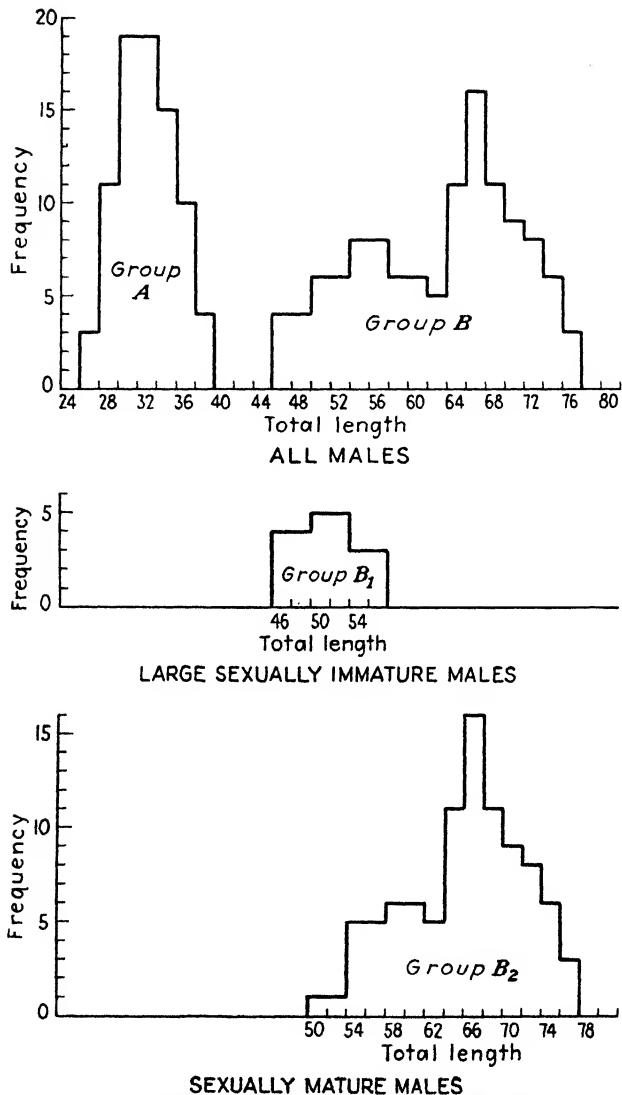 20
15
10
5
0
Frequency
Group
A
Group B
24 28 32 36 40 44 48 52 56 64 68 72 76 80
Total length
ALL MALES
5
0
Frequency
Group B₁
46 50 54
Total length
LARGE SEXUALLY IMMATURE MALES
15
10
5
0
Frequency
Group B₂
50 54 58 62 66 70 74 78
Total length
SEXUALLY MATURE MALES